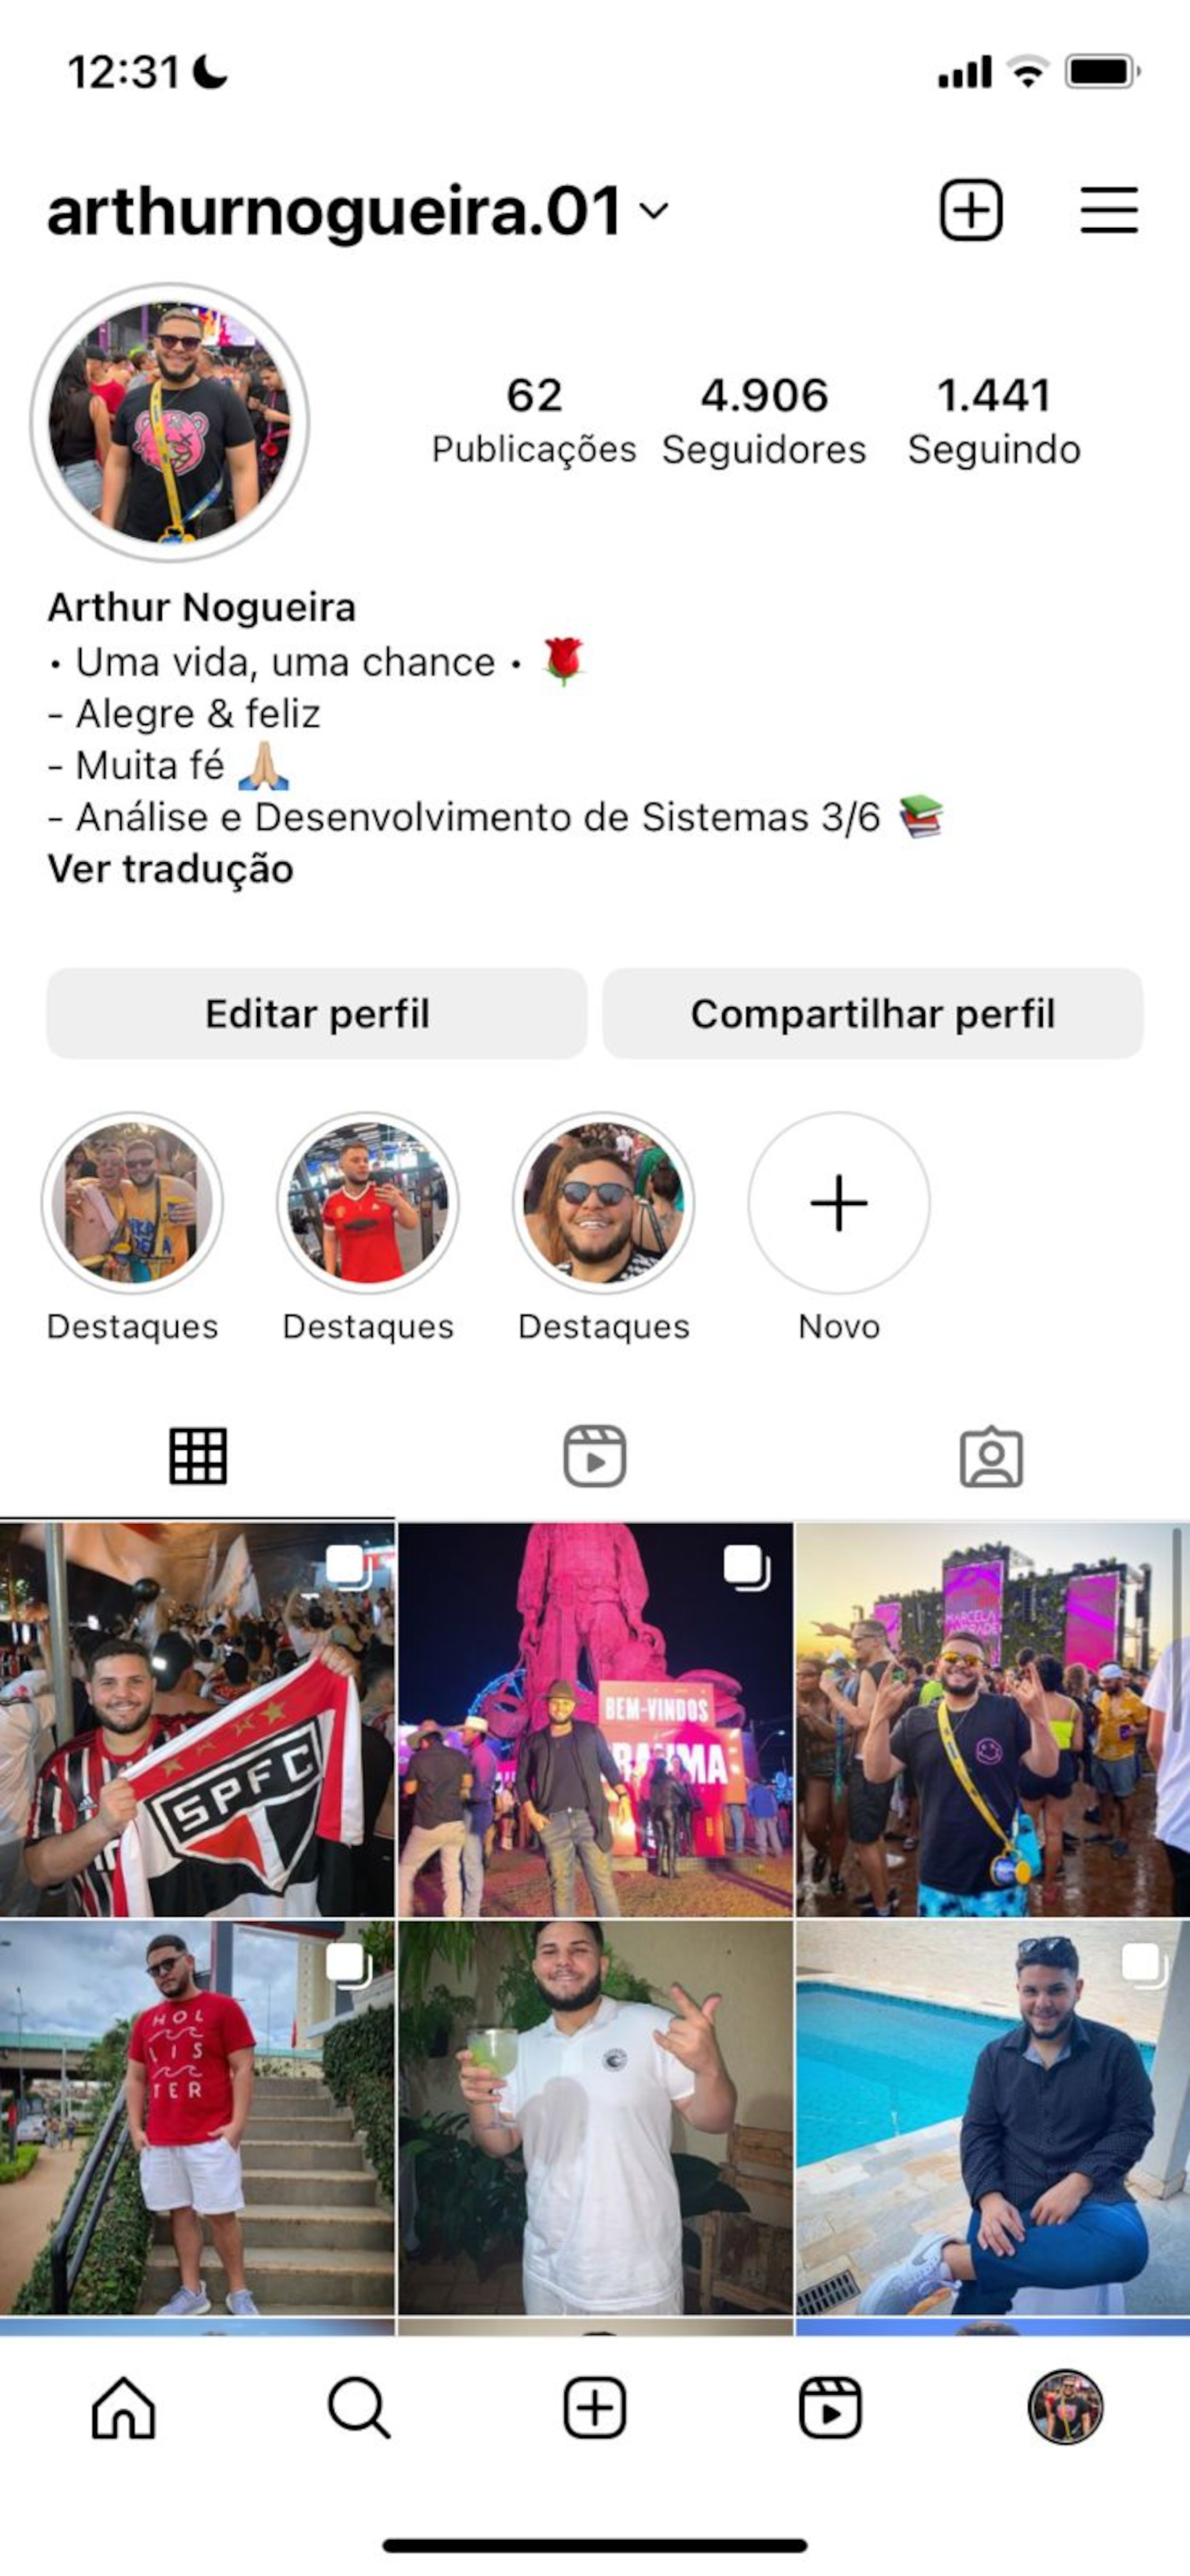 12:31
arthurnogueira.01
62 4.906 1.441
Publicações Seguidores Seguindo
Arthur Nogueira
• Uma vida, uma chance • 🌹
- Alegre & feliz
- Muita fé 🙏🏼
- Análise e Desenvolvimento de Sistemas 3/6 📚
Ver tradução
Editar perfil Compartilhar perfil
Destaques Destaques Destaques Novo
SPFC
BEM-VINDOS
MARCELA
HOL
LIS
TER